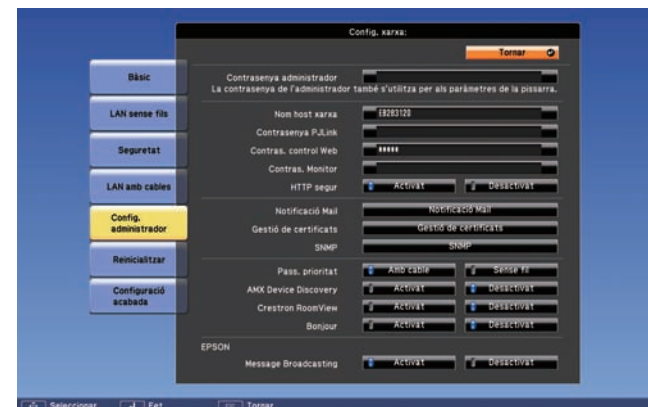 Config. xarxa:
Tornar
Bàsic
LAN sense fils
Seguretat
LAN amb cables
Config. administrador
Reinicialitzar
Configuració acabada
Contrasenya administrador
La contrasenya de l'administrador també s'utilitza per als paràmetres de la pissarra.
Nom host xarxa EB283120
Contrasenya PJLink
Contras. control Web *****
Contras. Monitor
HTTP segur Activat Desactivat
Notificació Mail Notificació Mail
Gestió de certificats Gestió de certificats
SNMP SNMP
Pass. prioritat Amb cable Sense fil
AMX Device Discovery Activat Desactivat
Crestron RoomView Activat Desactivat
Bonjour Activat Desactivat
EPSON
Message Broadcasting Activat Desactivat
Seleccionar Fet Tornar